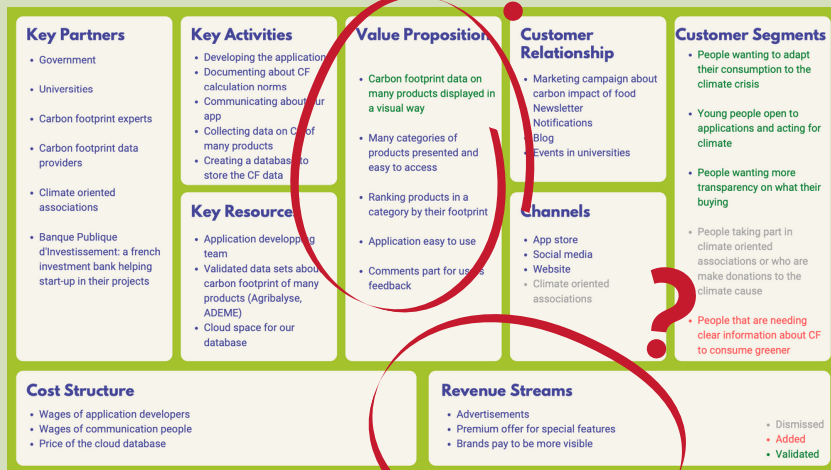 Key Partners
Government
Universities
Carbon footprint experts
Carbon footprint data
providers
Climate oriented
associations
Banque Publique
d'Investissement: a french
investment bank helping
start-up in their projects
Key Activities
Developing the application
Documenting about CF
calculation norms
Communicating about our
app
Collecting data on CF of
many products
Creating a database to
store the CF data
Key Resources
Application developping
team
Validated data sets about
carbon footprint of many
products (Agribalyse,
ADEME)
Cloud space for our
database
Value Proposition
Carbon footprint data on
many products displayed in
a visual way
Many categories of
products presented and
easy to access
Ranking products in a
category by their footprint
Application easy to use
Comments part for users
feedback
Customer
Relationship
Marketing campaign about
carbon impact of food
Newsletter
Notifications
Blog
Events in universities
Channels
App store
Social media
Website
Climate oriented
associations
Customer Segments
People wanting to adapt
their consumption to the
climate crisis
Young people open to
applications and acting for
climate
People wanting more
transparency on what their
buying
People taking part in
climate oriented
associations or who are
make donations to the
climate cause
People that are needing
clear information about CF
to consume greener
?
Cost Structure
Wages of application developers
Wages of communication people
Price of the cloud database
Revenue Streams
Advertisements
Premium offer for special features
Brands pay to be more visible
Dismissed
Added
Validated